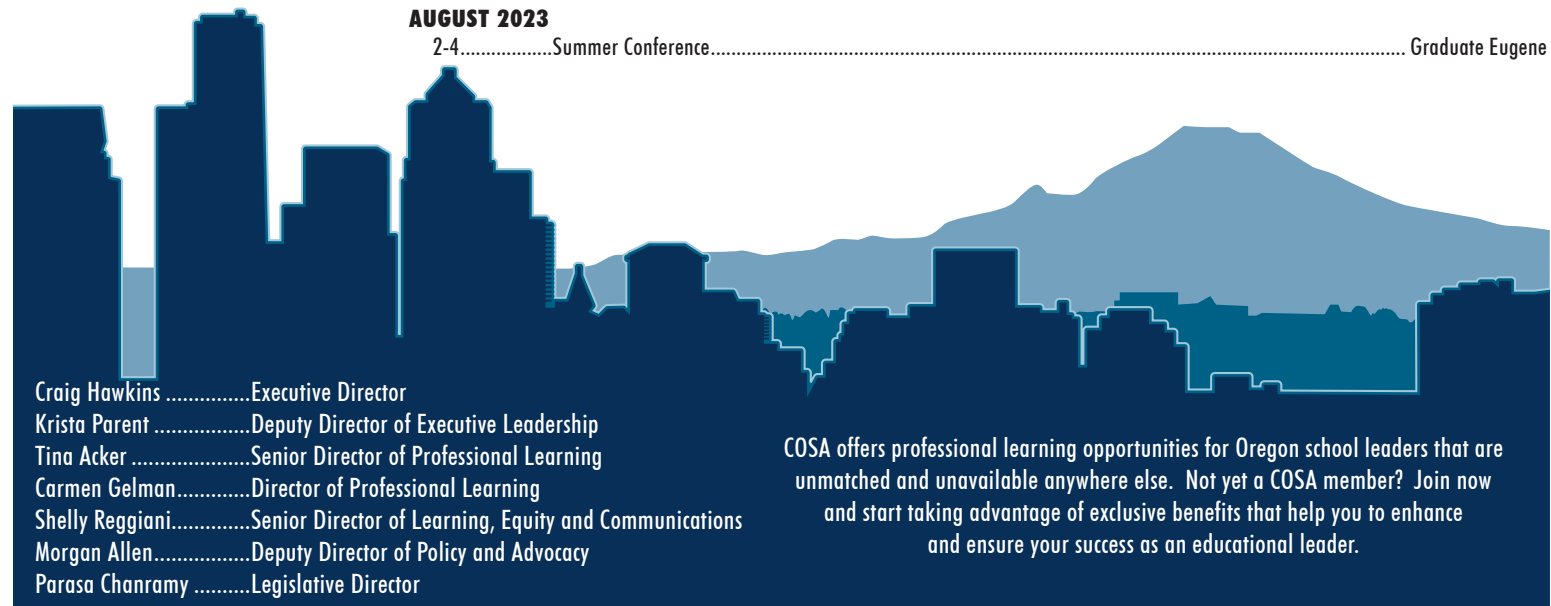 AUGUST 2023
2-4.................Summer Conference.......................................................................................................................................... Graduate Eugene
Craig Hawkins ...............Executive Director
Krista Parent .................Deputy Director of Executive Leadership
Tina Acker .....................Senior Director of Professional Learning
Carmen Gelman.............Director of Professional Learning
Shelly Reggiani..............Senior Director of Learning, Equity and Communications
Morgan Allen.................Deputy Director of Policy and Advocacy
Parasa Chanramy ..........Legislative Director
COSA offers professional learning opportunities for Oregon school leaders that are
unmatched and unavailable anywhere else.  Not yet a COSA member?  Join now
and start taking advantage of exclusive benefits that help you to enhance
and ensure your success as an educational leader.